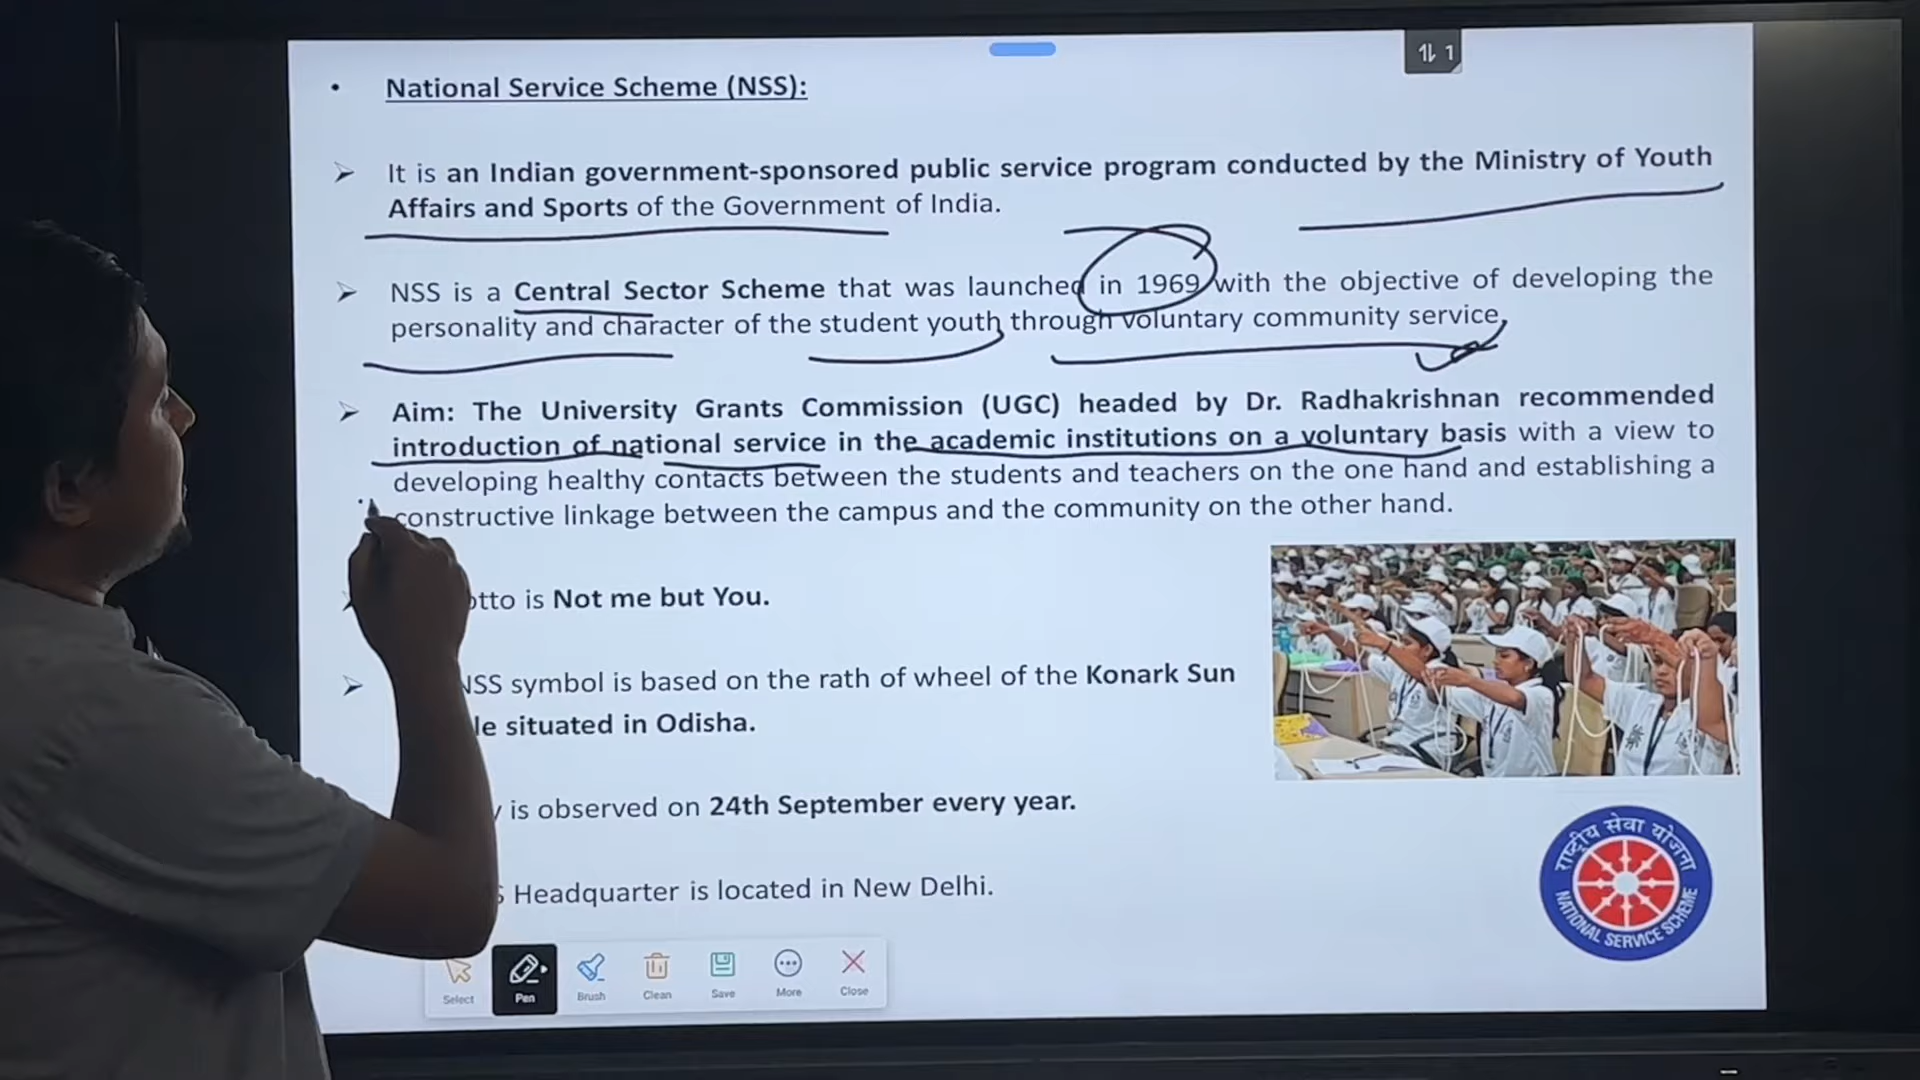 1
• National Service Scheme (NSS):
➢ It is an Indian government-sponsored public service program conducted by the Ministry of Youth
Affairs and Sports of the Government of India.
➢ NSS is a Central Sector Scheme that was launched in 1969 with the objective of developing the
personality and character of the student youth through voluntary community service.
➢ Aim: The University Grants Commission (UGC) headed by Dr. Radhakrishnan recommended
introduction of national service in the academic institutions on a voluntary basis with a view to
developing healthy contacts between the students and teachers on the one hand and establishing a
constructive linkage between the campus and the community on the other hand.
is Not me but You.
➢ NSS symbol is based on the rath of wheel of the Konark Sun
situated in Odisha.
is observed on 24th September every year.
Headquarter is located in New Delhi.
राष्ट्रीय सेवा योजना
NATIONAL SERVICE SCHEME
Select Pen Brush Clean Save More Close